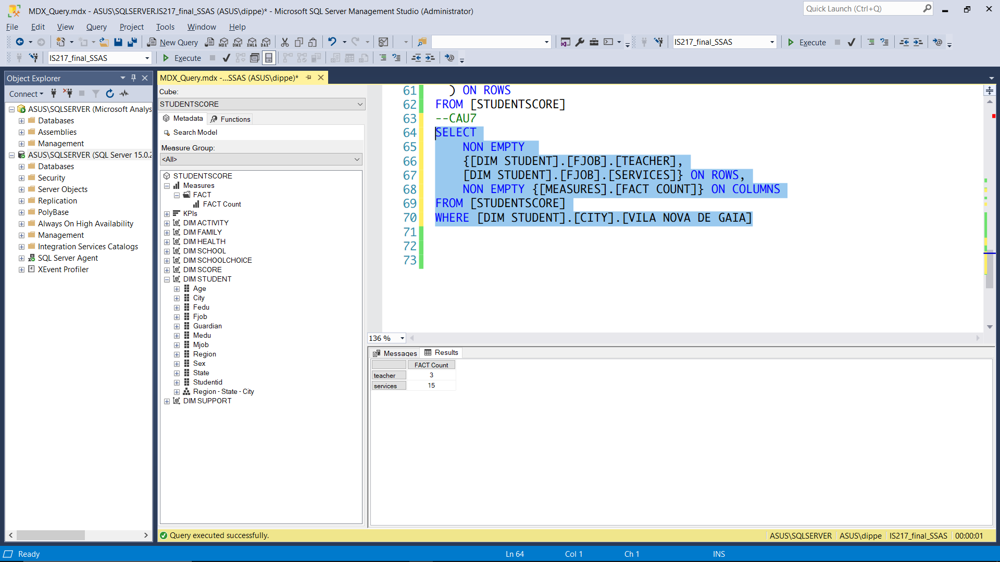 MDX_Query.mdx - ASUS\SQLSERVER.IS217_final_SSAS (ASUS\dippe)* - Microsoft SQL Server Management Studio (Administrator)
Quick Launch (Ctrl+Q)
File Edit View Query Project Tools Window Help
New Query
MDX DMX XMLA DAX
IS217_final_SSAS
Execute
IS217_final_SSAS
Execute
Object Explorer
Connect
ASUS\SQLSERVER (Microsoft Analys
Databases
Assemblies
Management
ASUS\SQLSERVER (SQL Server 15.0.2
Databases
Security
Server Objects
Replication
PolyBase
Always On High Availability
Management
Integration Services Catalogs
SQL Server Agent
XEvent Profiler
MDX_Query.mdx -...SSAS (ASUS\dippe)*
Cube:
STUDENTSCORE
Metadata
Functions
Search Model
Measure Group:
<All>
STUDENTSCORE
Measures
FACT
FACT Count
KPIs
DIM ACTIVITY
DIM FAMILY
DIM HEALTH
DIM SCHOOL
DIM SCHOOLCHOICE
DIM SCORE
DIM STUDENT
Age
City
Fedu
Fjob
Guardian
Medu
Mjob
Region
Sex
State
Studentid
Region - State - City
DIM SUPPORT
61 ) ON ROWS
62 FROM [STUDENTSCORE]
63 --CAU7
64 SELECT
65 NON EMPTY
66 {[DIM STUDENT].[FJOB].[TEACHER],
67 [DIM STUDENT].[FJOB].[SERVICES]} ON ROWS,
68 NON EMPTY {[MEASURES].[FACT COUNT]} ON COLUMNS
69 FROM [STUDENTSCORE]
70 WHERE [DIM STUDENT].[CITY].[VILA NOVA DE GAIA]
71
72
73
136 %
Messages
Results
FACT Count
teacher 3
services 15
Query executed successfully.
ASUS\SQLSERVER
ASUS\dippe
IS217_final_SSAS
00:00:01
Ready
Ln 64
Col 1
Ch 1
INS